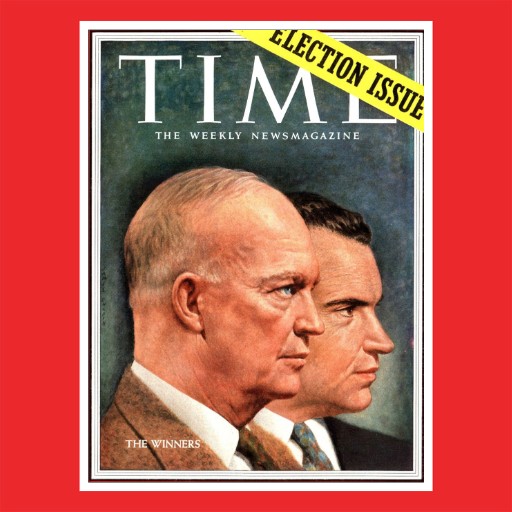 ELECTION ISSUE
TIME
THE WEEKLY NEWSMAGAZINE
THE WINNERS